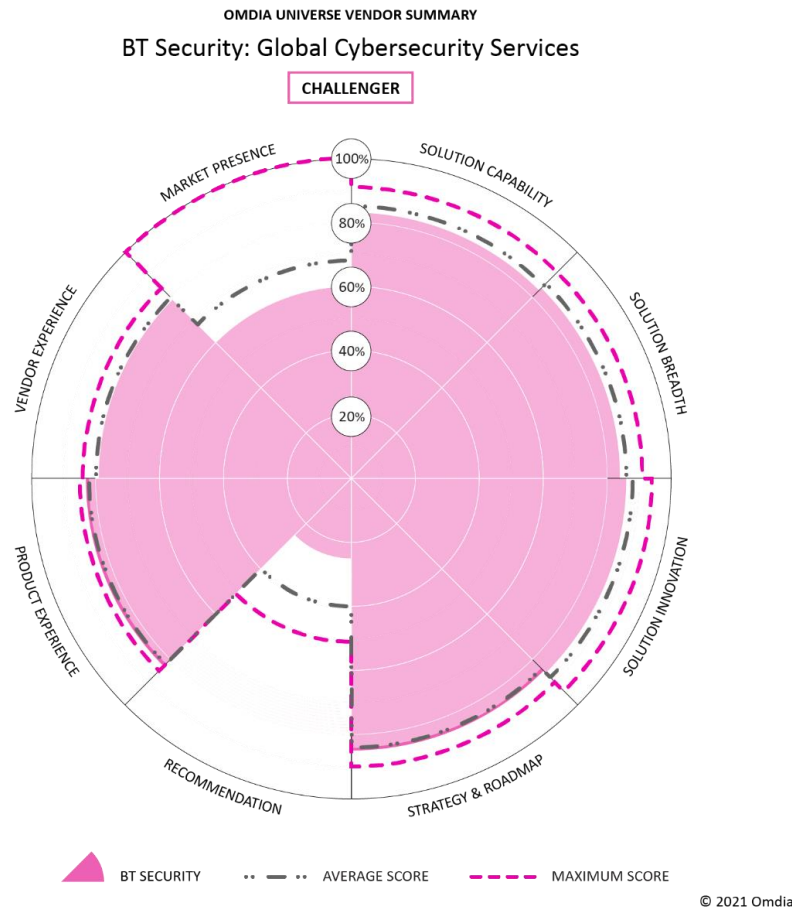 OMDIA UNIVERSE VENDOR SUMMARY
BT Security: Global Cybersecurity Services
CHALLENGER
MARKET PRESENCE
SOLUTION CAPABILITY
100%
80%
60%
40%
20%
VENDOR EXPERIENCE
SOLUTION BREADTH
PRODUCT EXPERIENCE
SOLUTION INNOVATION
RECOMMENDATION
STRATEGY & ROADMAP
BT SECURITY
AVERAGE SCORE
MAXIMUM SCORE
© 2021 Omdia